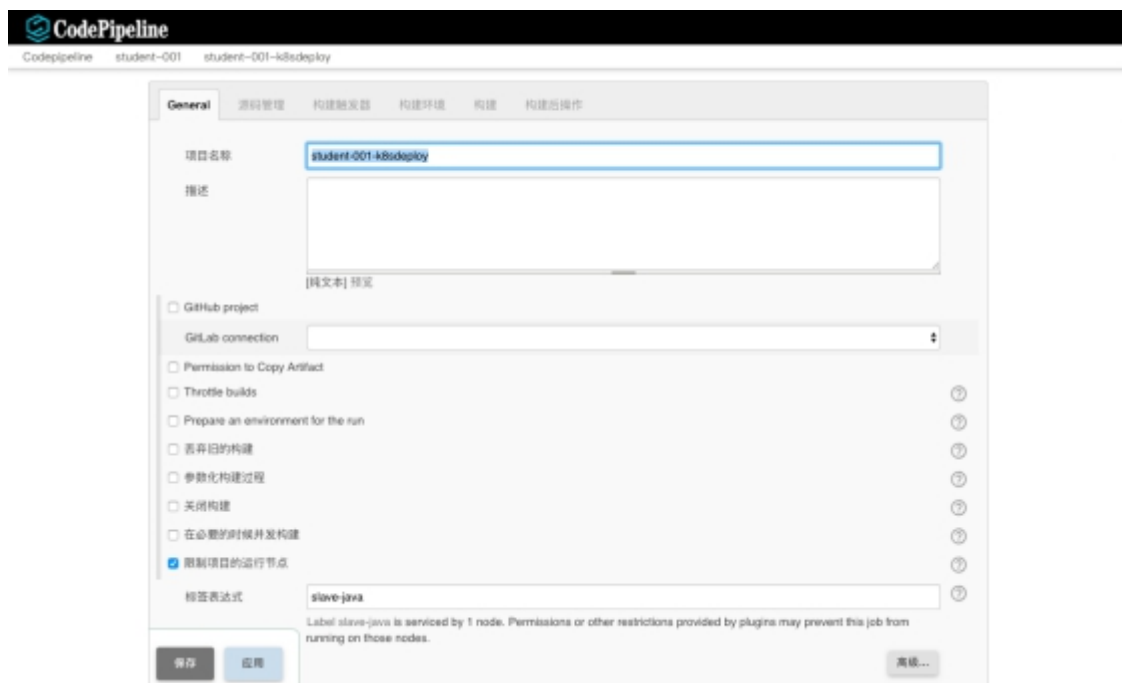 CodePipeline
Codepipeline student-001 student-001-k8sdeploy
General 源码管理 构建触发器 构建环境 构建 构建后操作
项目名称 student-001-k8sdeploy
描述
[纯文本] 预览
GitHub project
GitLab connection
Permission to Copy Artifact
Throttle builds
Prepare an environment for the run
丢弃旧的构建
参数化构建过程
关闭构建
在必要的时候并发构建
限制项目的运行节点
标签表达式 slave-java
Label slave-java is serviced by 1 node. Permissions or other restrictions provided by plugins may prevent this job from
running on those nodes.
保存 应用 高级...